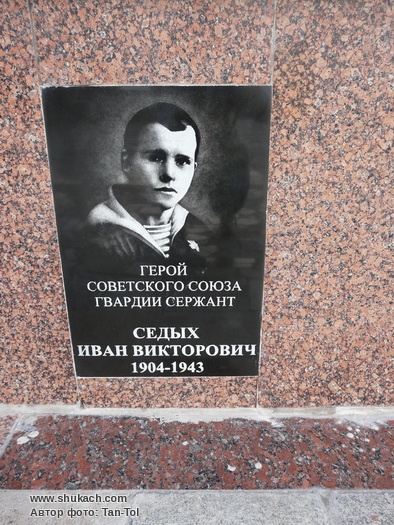 ГЕРОЙ
СОВЕТСКОГО СОЮЗА
ГВАРДИИ СЕРЖАНТ
СЕДЫХ
ИВАН ВИКТОРОВИЧ
1904-1943
www.shukach.com
Автор фото: Tan-Tol